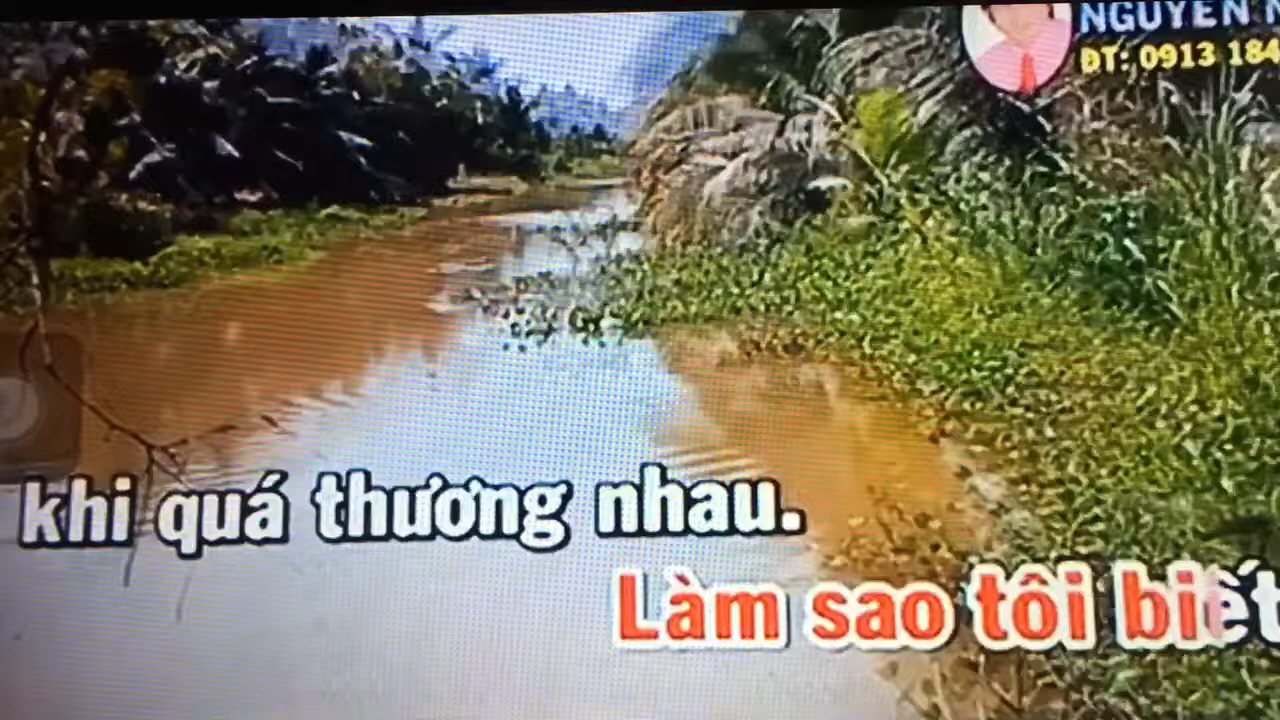 NGUYEN
ĐT: 0913 184
khi quá thương nhau.
Làm sao tôi biết